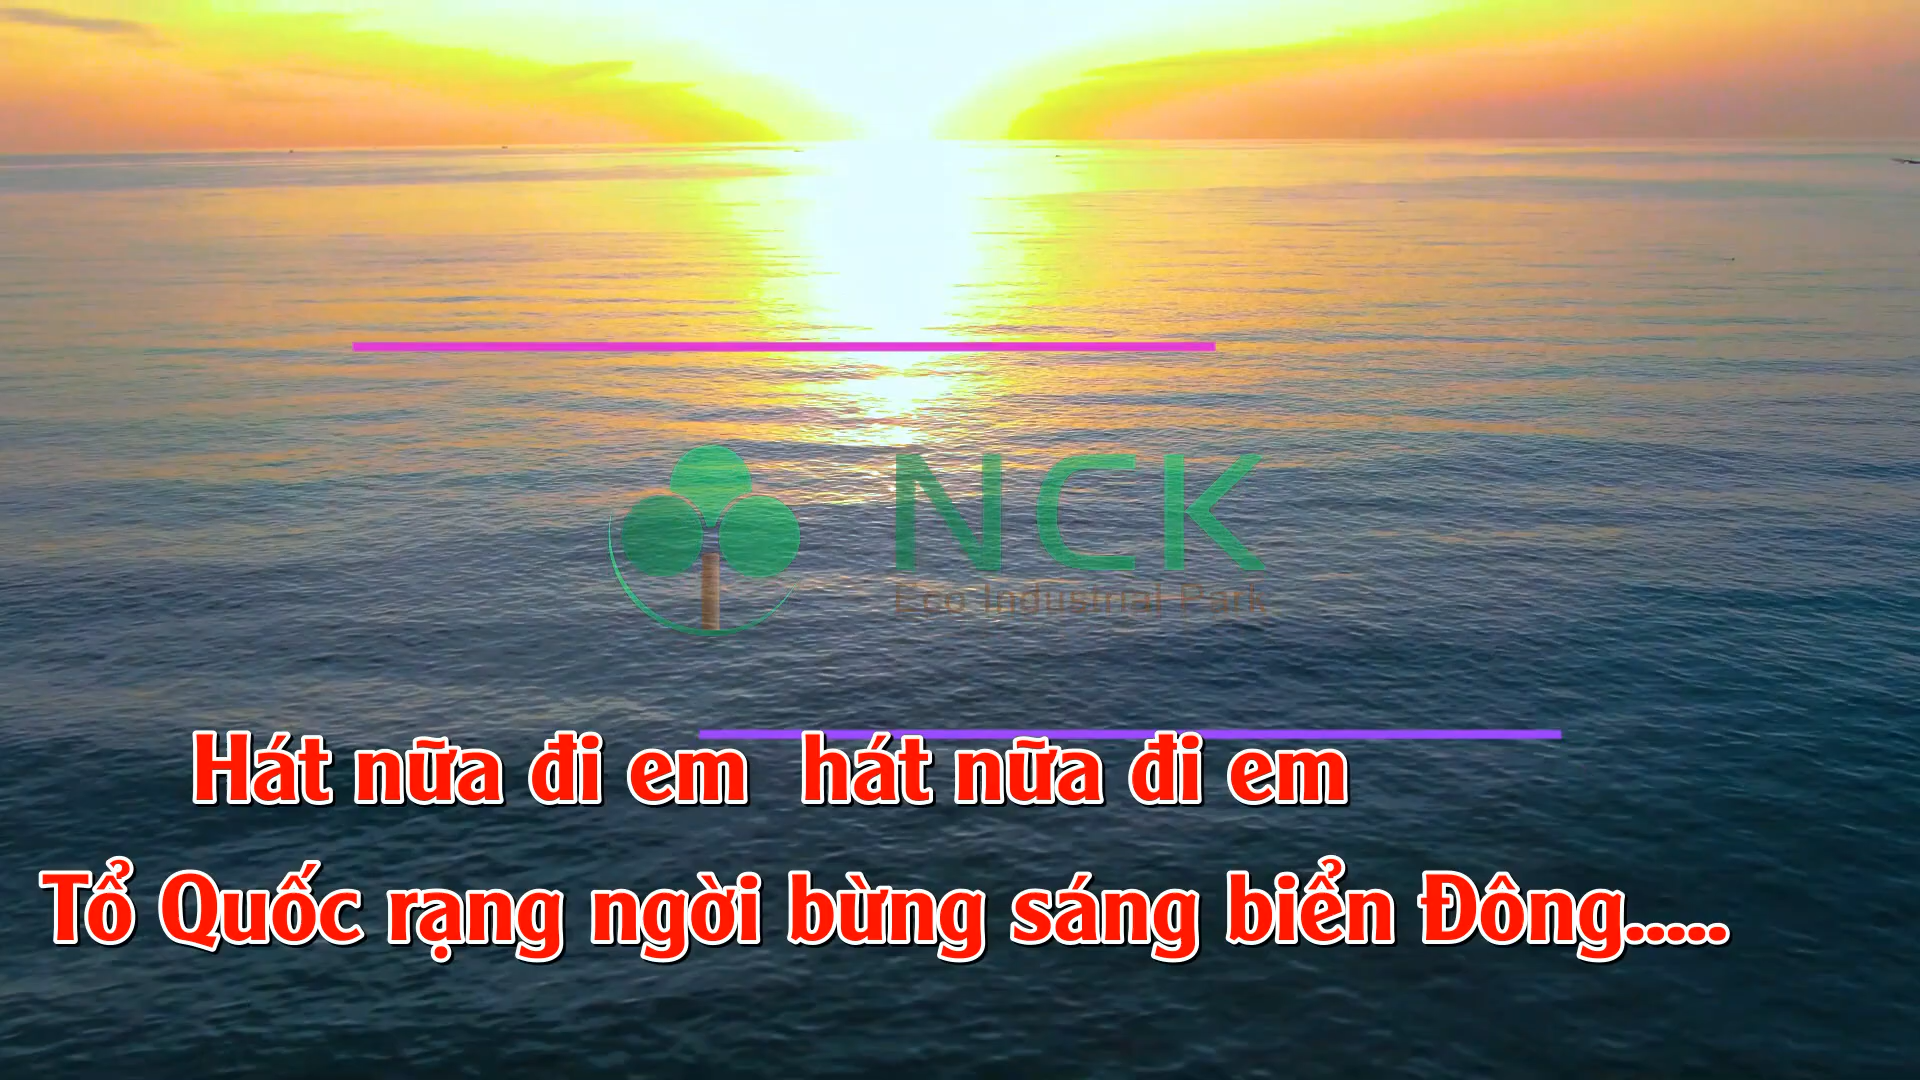 NCK
Eco Industrial Park
Hát nữa đi em hát nữa đi em
Tổ Quốc rạng ngời bừng sáng biển Đông.....